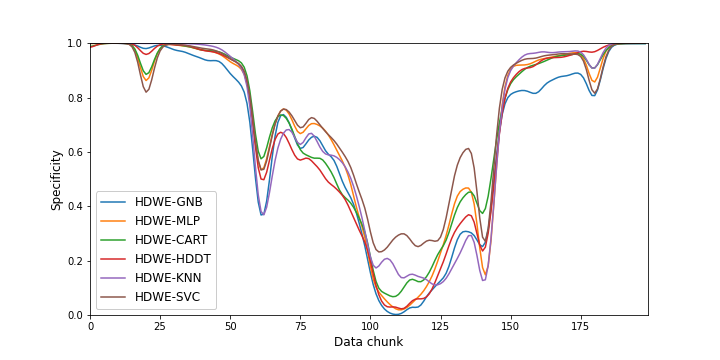 1.0
0.8
0.6
0.4
0.2
0.0
Specificity
HDWE-GNB
HDWE-MLP
HDWE-CART
HDWE-HDDT
HDWE-KNN
HDWE-SVC
0 25 50 75 100 125 150 175
Data chunk